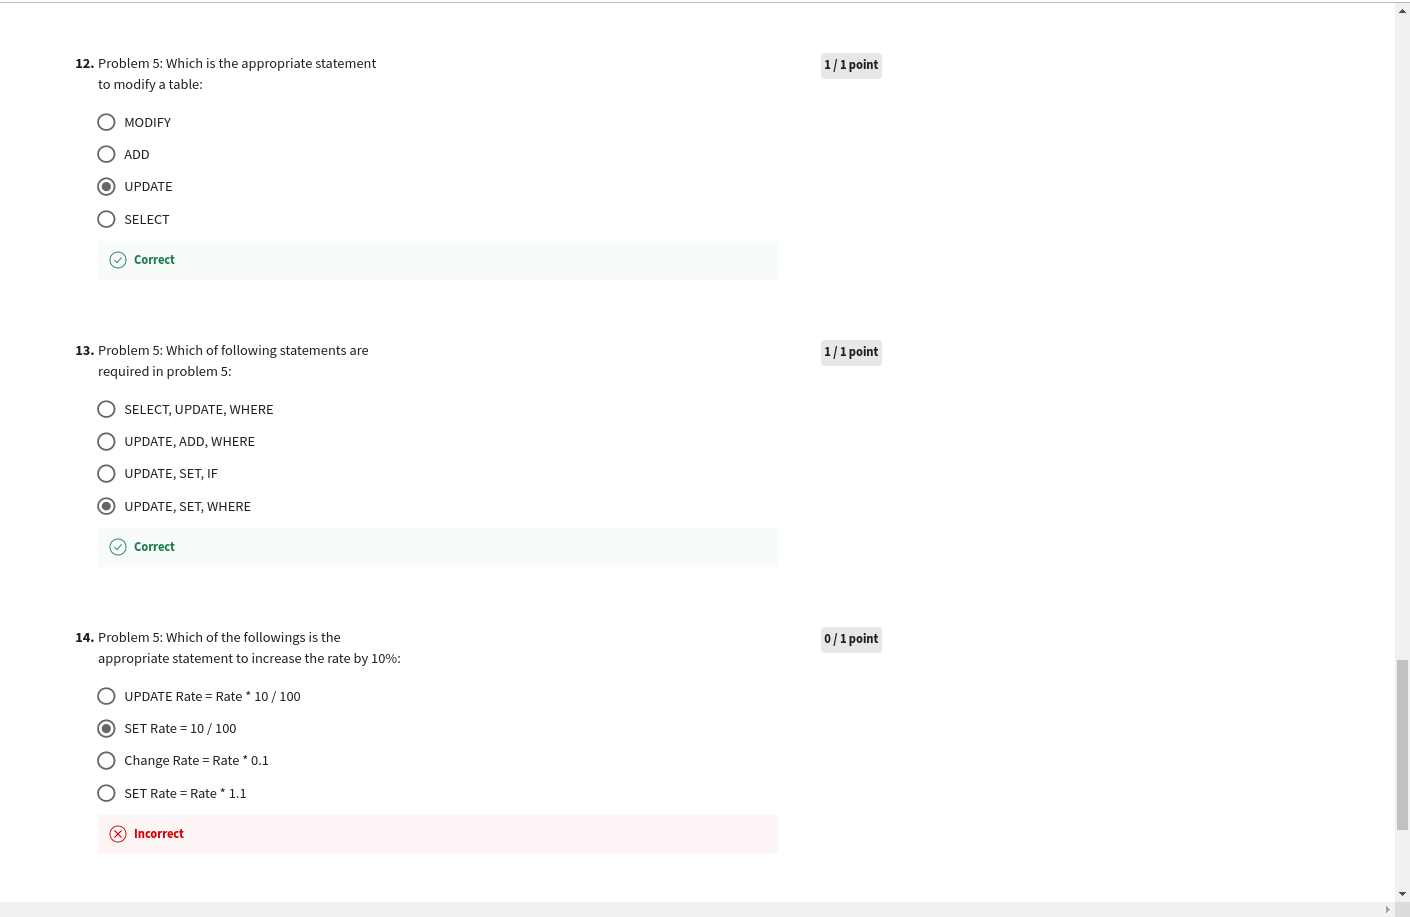 12. Problem 5: Which is the appropriate statement
to modify a table:
1 / 1 point
MODIFY
ADD
UPDATE
SELECT
Correct
13. Problem 5: Which of following statements are
required in problem 5:
1 / 1 point
SELECT, UPDATE, WHERE
UPDATE, ADD, WHERE
UPDATE, SET, IF
UPDATE, SET, WHERE
Correct
14. Problem 5: Which of the followings is the
appropriate statement to increase the rate by 10%:
0 / 1 point
UPDATE Rate = Rate * 10 / 100
SET Rate = 10 / 100
Change Rate = Rate * 0.1
SET Rate = Rate * 1.1
Incorrect